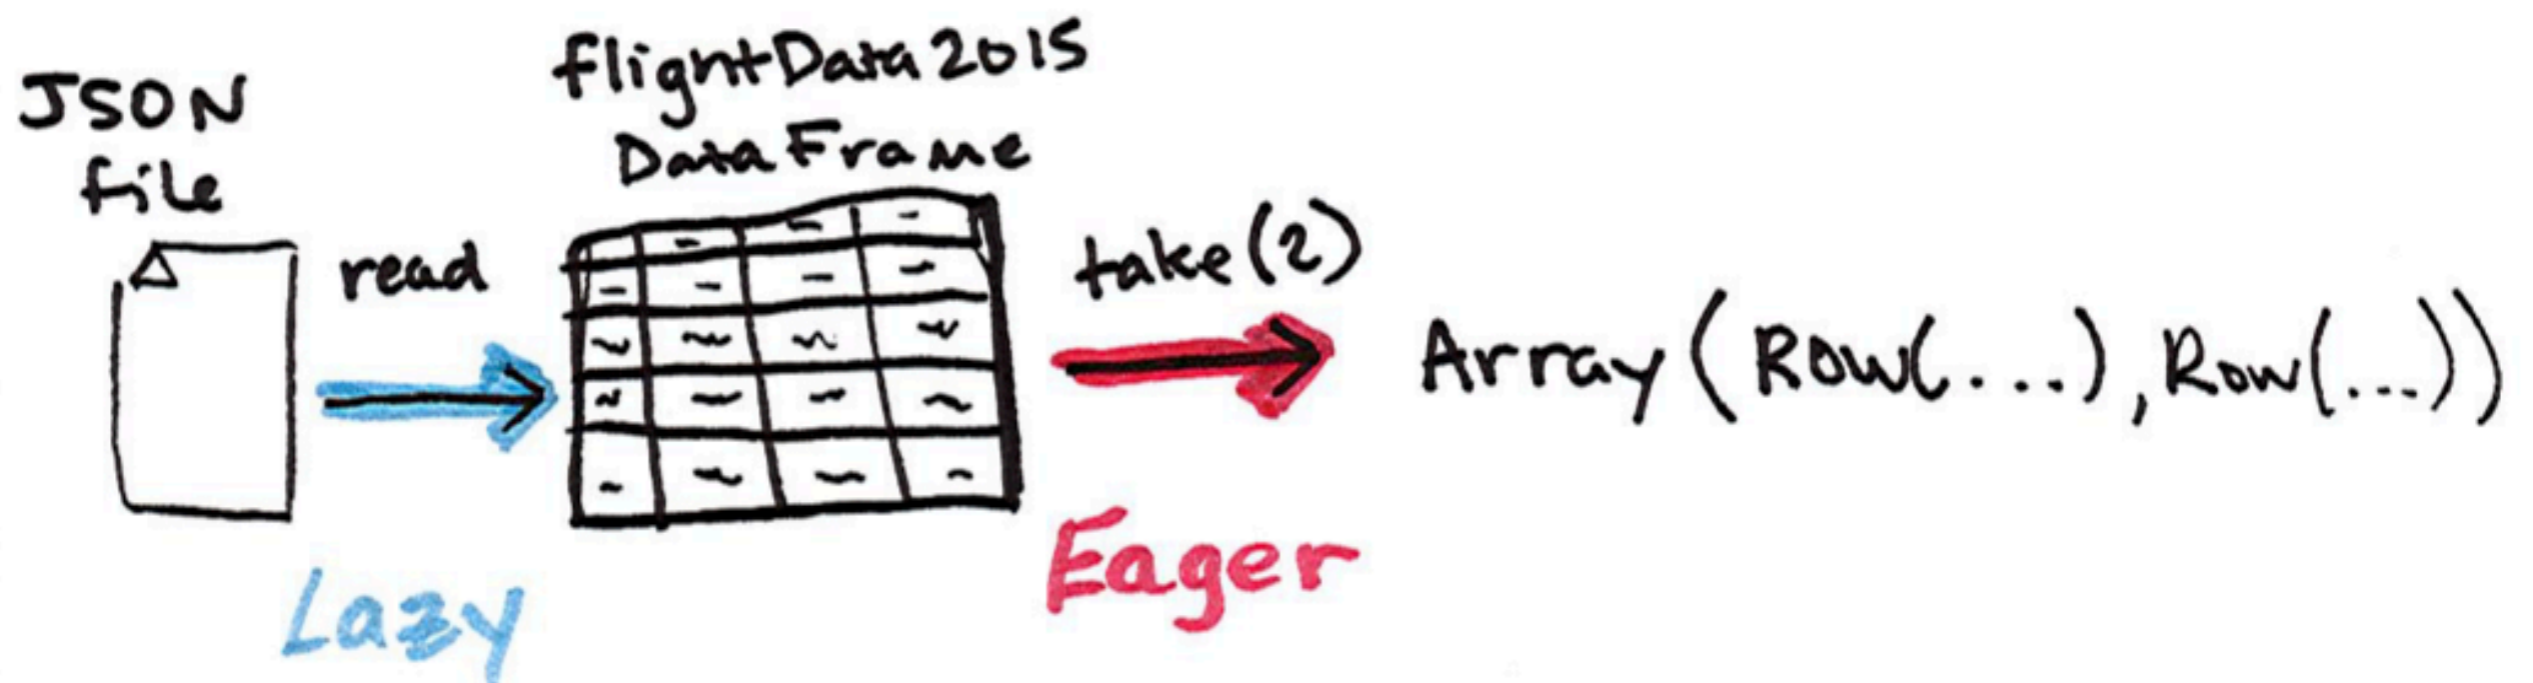 JSON
file
read
Lazy
flightData2015
DataFrame
take(2)
Eager
Array(Row(...),Row(...))